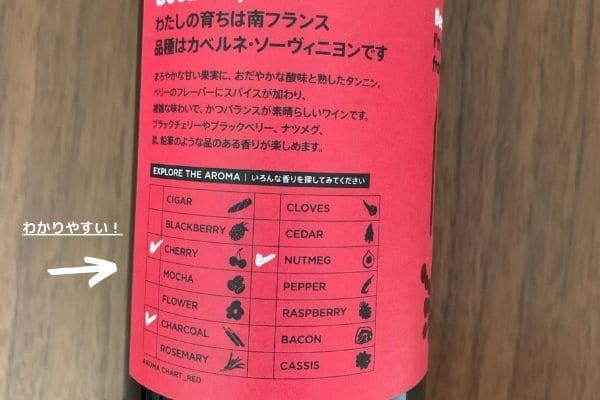 わたしの育ちは南フランス
品種はカベルネ・ソーヴィニヨンです
まろやかな甘い果実に、おだやかな酸味と熟したタンニン。
ベリーのフレーバーにスパイスが加わり、
複雑な味わいで、かつバランスが素晴らしいワインです。
ブラックチェリーやブラックベリー、ナツメグ、
炭、鉛筆のような品のある香りが楽しめます。
EXPLORE THE AROMA | いろんな香りを探してみてください
CIGAR
BLACKBERRY
CHERRY
MOCHA
FLOWER
CHARCOAL
ROSEMARY
CLOVES
CEDAR
NUTMEG
PEPPER
RASPBERRY
BACON
CASSIS
AROMA CHART_RED
わかりやすい！